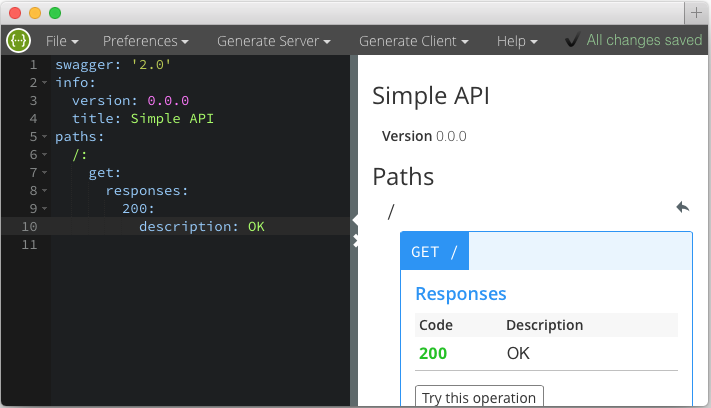 {···}
File Preferences Generate Server Generate Client Help All changes saved
1 swagger: '2.0'
2 info:
3 version: 0.0.0
4 title: Simple API
5 paths:
6 /:
7 get:
8 responses:
9 200:
10 description: OK
11
Simple API
Version 0.0.0
Paths
/
GET /
Responses
Code Description
200 OK
Try this operation